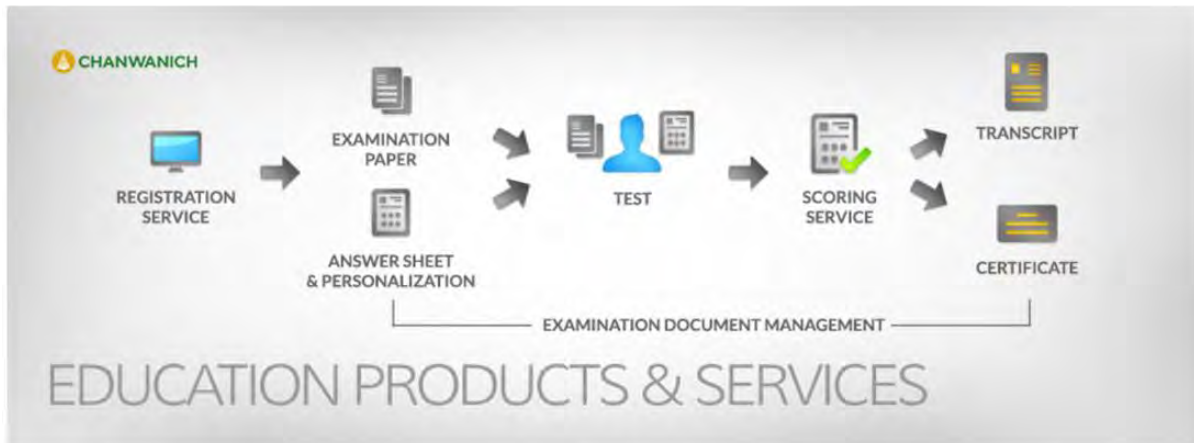 CHANWANICH
REGISTRATION
SERVICE
EXAMINATION
PAPER
ANSWER SHEET
& PERSONALIZATION
TEST
SCORING
SERVICE
TRANSCRIPT
CERTIFICATE
EXAMINATION DOCUMENT MANAGEMENT
EDUCATION PRODUCTS & SERVICES